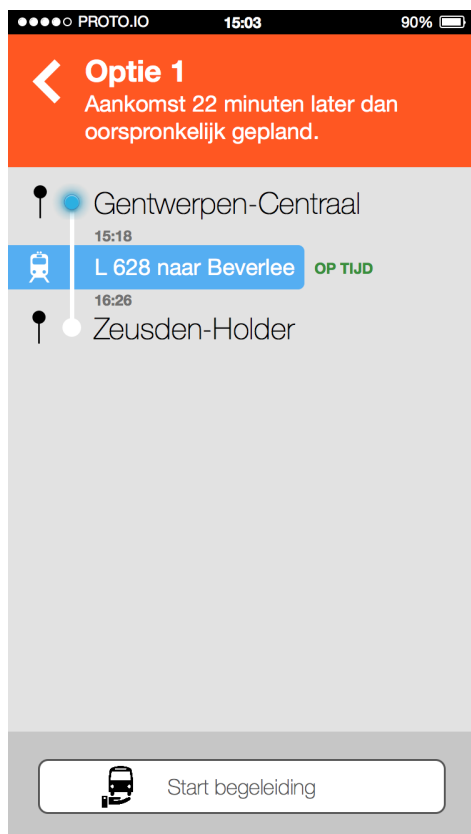 PROTO.IO 15:03 90%
Optie 1
Aankomst 22 minuten later dan
oorspronkelijk gepland.
Gentwerpen-Centraal
15:18
L 628 naar Beverlee OP TIJD
16:26
Zeusden-Holder
Start begeleiding